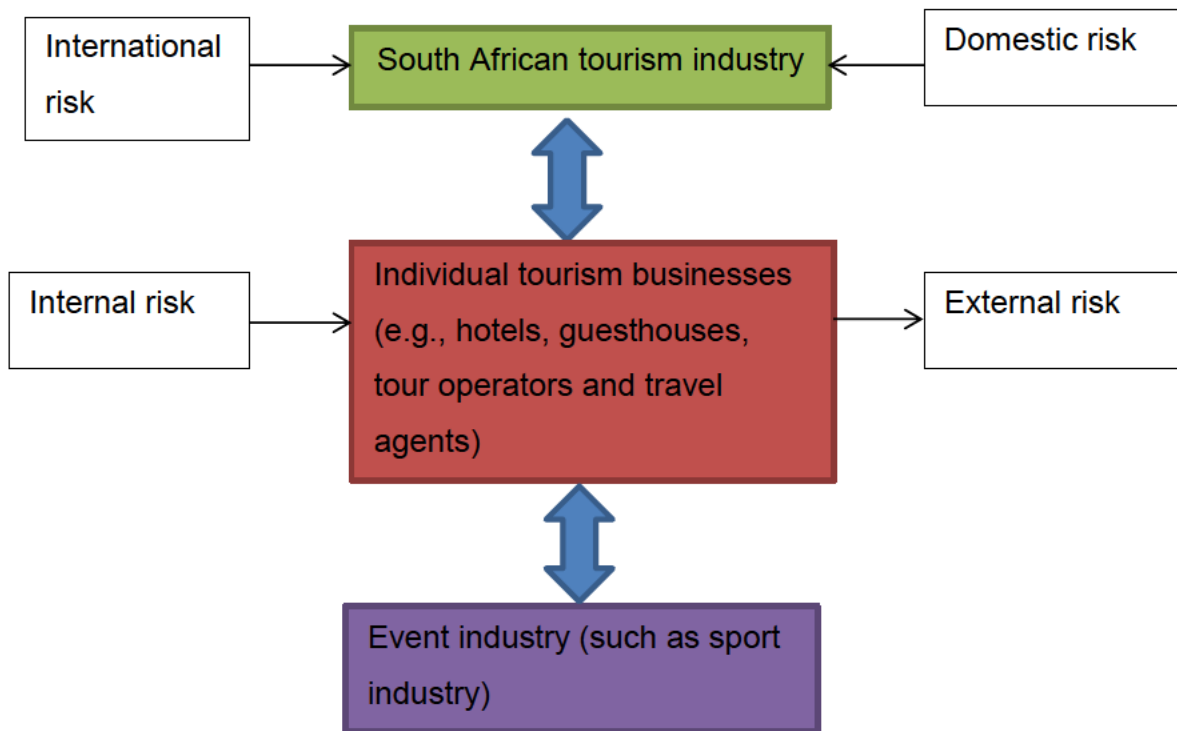 International
risk
South African tourism industry
Domestic risk
Internal risk
Individual tourism businesses
(e.g., hotels, guesthouses,
tour operators and travel
agents)
External risk
Event industry (such as sport
industry)